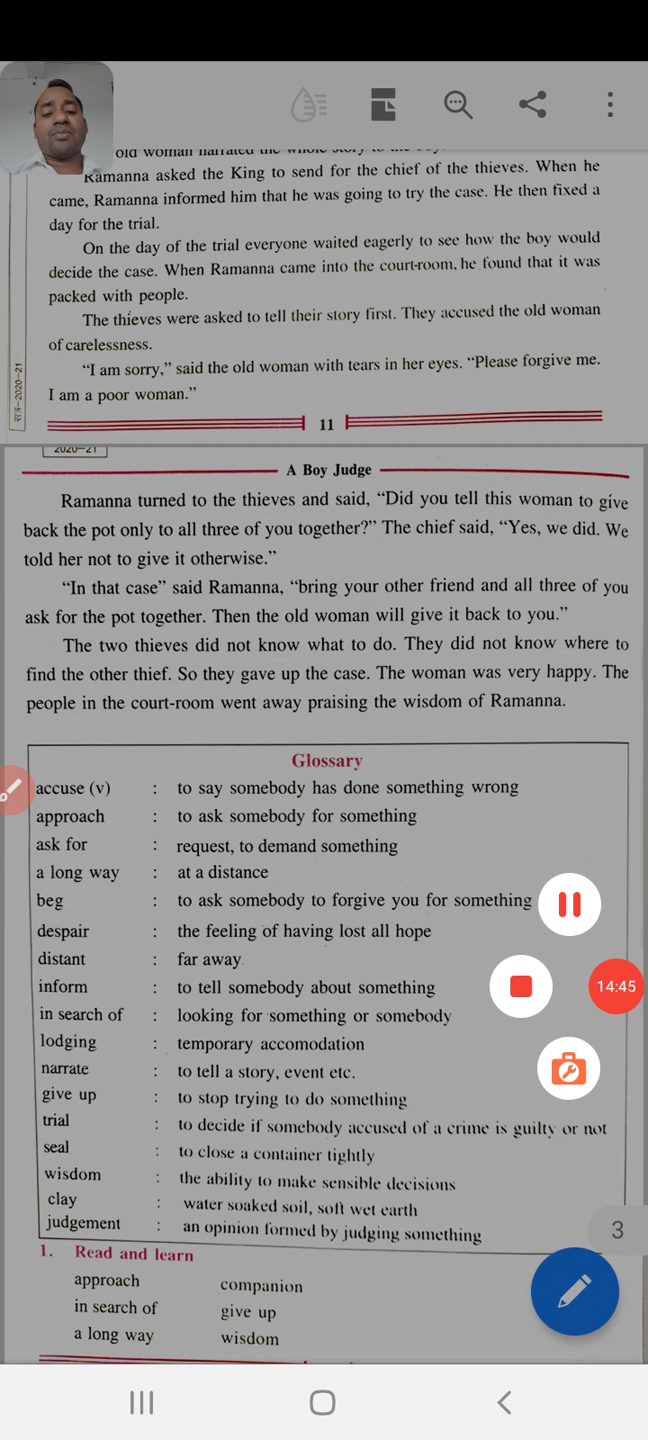 old woman narrated the whole story to the boy.
Ramanna asked the King to send for the chief of the thieves. When he
came, Ramanna informed him that he was going to try the case. He then fixed a
day for the trial.
On the day of the trial everyone waited eagerly to see how the boy would
decide the case. When Ramanna came into the court-room, he found that it was
packed with people.
The thieves were asked to tell their story first. They accused the old woman
of carelessness.
“I am sorry,” said the old woman with tears in her eyes. “Please forgive me.
I am a poor woman.”
सत्र-2020-21
11
2020-21
A Boy Judge
Ramanna turned to the thieves and said, “Did you tell this woman to give
back the pot only to all three of you together?” The chief said, “Yes, we did. We
told her not to give it otherwise.”
“In that case” said Ramanna, “bring your other friend and all three of you
ask for the pot together. Then the old woman will give it back to you.”
The two thieves did not know what to do. They did not know where to
find the other thief. So they gave up the case. The woman was very happy. The
people in the court-room went away praising the wisdom of Ramanna.
Glossary
accuse (v) : to say somebody has done something wrong
approach : to ask somebody for something
ask for : request, to demand something
a long way : at a distance
beg : to ask somebody to forgive you for something
despair : the feeling of having lost all hope
distant : far away
inform : to tell somebody about something
in search of : looking for something or somebody
lodging : temporary accomodation
narrate : to tell a story, event etc.
give up : to stop trying to do something
trial : to decide if somebody accused of a crime is guilty or not
seal : to close a container tightly
wisdom : the ability to make sensible decisions
clay : water soaked soil, soft wet earth
judgement : an opinion formed by judging something
1. Read and learn
approach companion
in search of give up
a long way wisdom
14:45
3